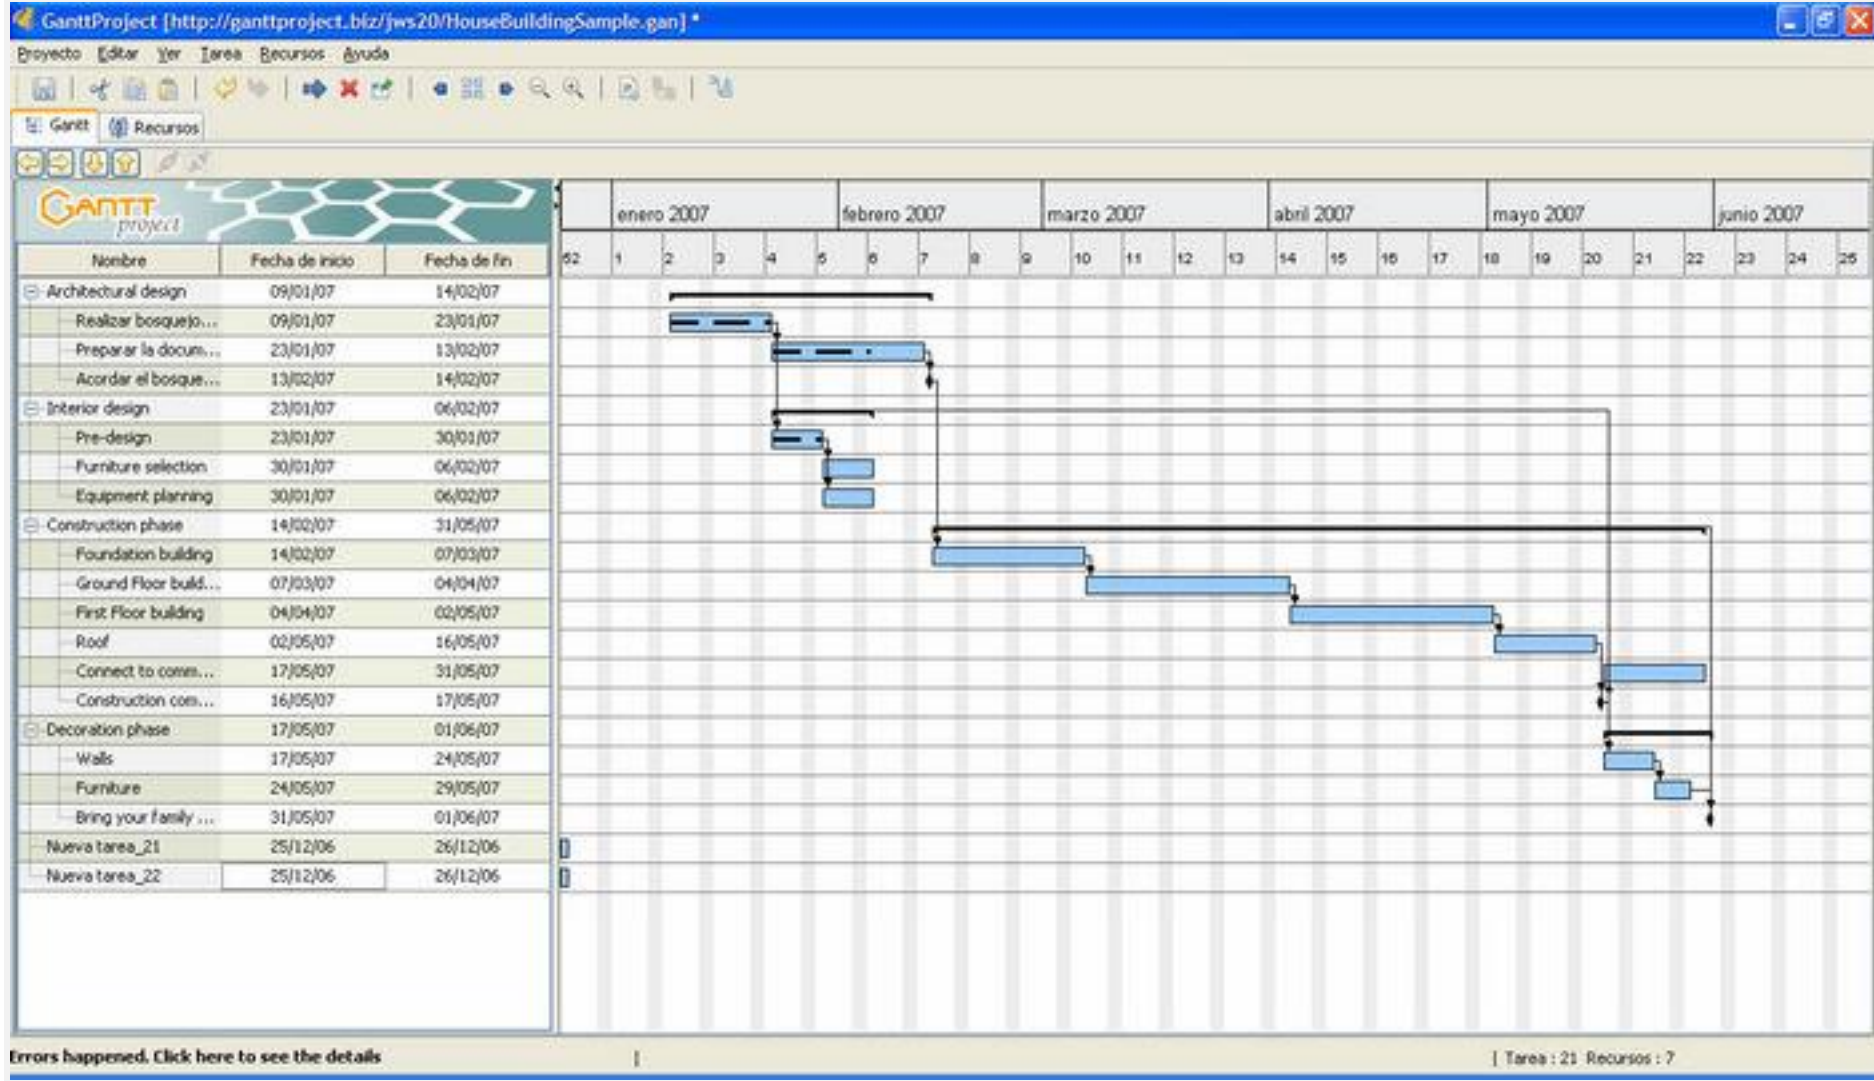 GanttProject [http://ganttproject.biz/jws20/HouseBuildingSample.gan] *
Proyecto Editar Ver Tarea Recursos Ayuda
Gantt Recursos
GANTT project
enero 2007 febrero 2007 marzo 2007 abril 2007 mayo 2007 junio 2007
Nombre Fecha de inicio Fecha de fin 52 1 2 3 4 5 6 7 8 9 10 11 12 13 14 15 16 17 18 19 20 21 22 23 24 25
Architectural design 09/01/07 14/02/07
Realizar bosquejo... 09/01/07 23/01/07
Preparar la docum... 23/01/07 13/02/07
Acordar el bosque... 13/02/07 14/02/07
Interior design 23/01/07 06/02/07
Pre-design 23/01/07 30/01/07
Furniture selection 30/01/07 06/02/07
Equipment planning 30/01/07 06/02/07
Construction phase 14/02/07 31/05/07
Foundation building 14/02/07 07/03/07
Ground Floor build... 07/03/07 04/04/07
First Floor building 04/04/07 02/05/07
Roof 02/05/07 16/05/07
Connect to comm... 17/05/07 31/05/07
Construction com... 16/05/07 17/05/07
Decoration phase 17/05/07 01/06/07
Walls 17/05/07 24/05/07
Furniture 24/05/07 29/05/07
Bring your family ... 31/05/07 01/06/07
Nueva tarea_21 25/12/06 26/12/06
Nueva tarea_22 25/12/06 26/12/06
Errors happened. Click here to see the details | | Tarea : 21 Recursos : 7